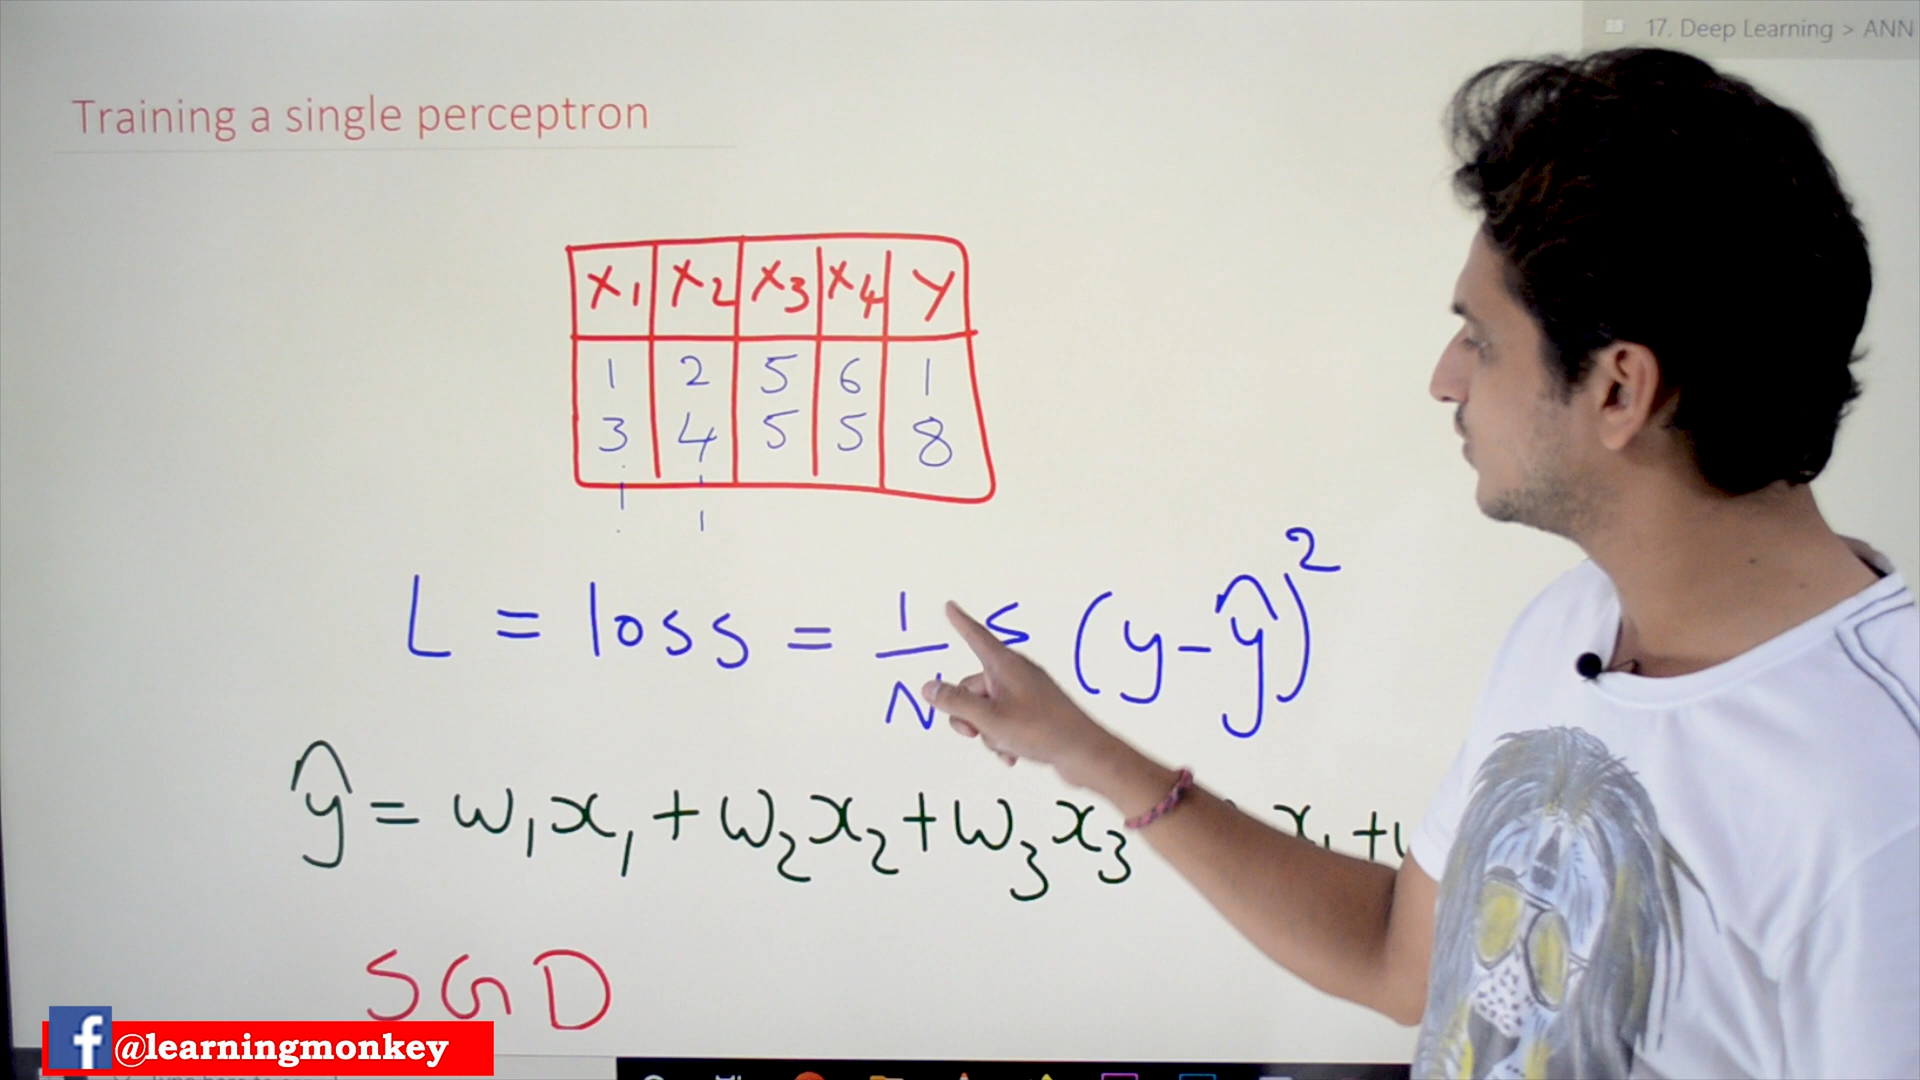 17. Deep Learning > ANN
Training a single perceptron
X1 X2 X3 X4 Y
1 2 5 6 1
3 4 5 5 8
L = loss = 1/N (y-ŷ)²
ŷ = w₁x₁ + w₂x₂ + w₃x₃ +
SGD
f @learningmonkey